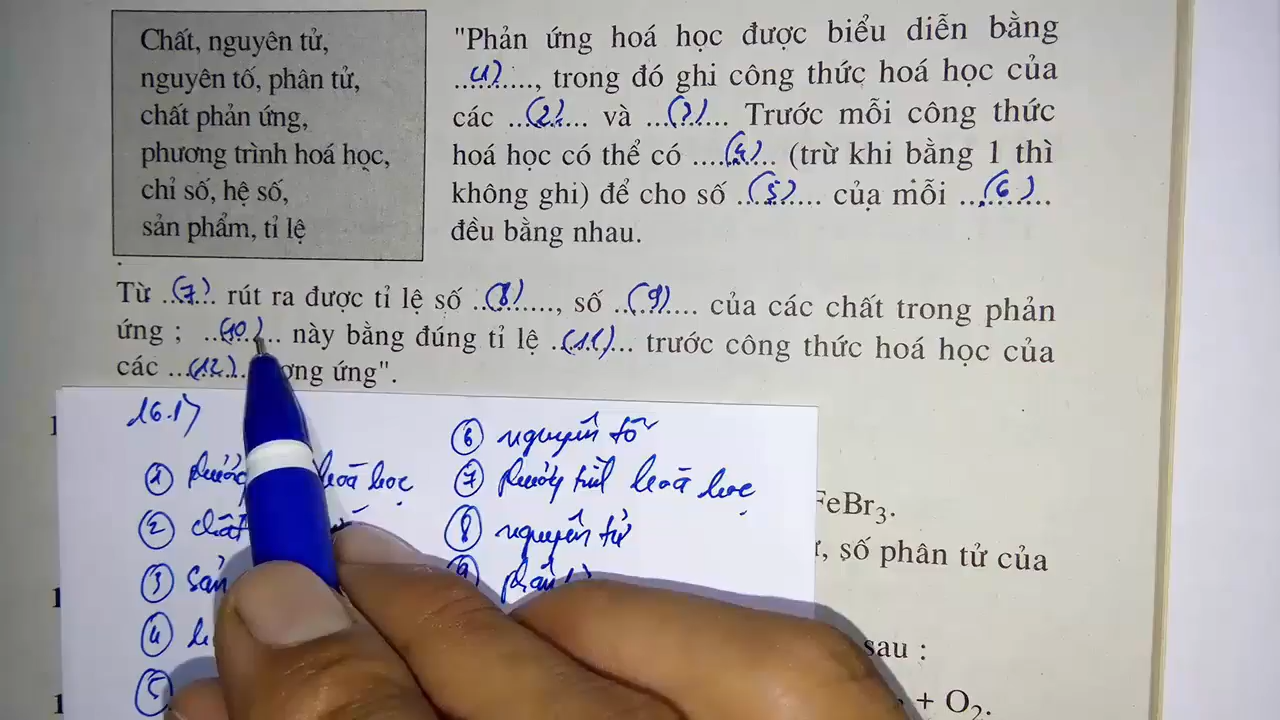 Chất, nguyên tử,
nguyên tố, phân tử,
chất phản ứng,
phương trình hoá học,
chỉ số, hệ số,
sản phẩm, tỉ lệ
"Phản ứng hoá học được biểu diễn bằng
...(1)..., trong đó ghi công thức hoá học của
các ...(2)... và ...(3)... Trước mỗi công thức
hoá học có thể có ...(4)... (trừ khi bằng 1 thì
không ghi) để cho số ...(5)... của mỗi ...(6)...
đều bằng nhau.
Từ ...(7)... rút ra được tỉ lệ số ...(8)..., số ...(9)... của các chất trong phản
ứng ; ...(10)... này bằng đúng tỉ lệ ...(11)... trước công thức hoá học của
các ...(12)... ứng".
16.1)
① hoá học
② chất
③ sản
④
⑤
⑥ nguyên tố
⑦ phương trình hoá học
⑧ nguyên tử
⑨ phân
FeBr₃.
, số phân tử của
sau :
+ O₂.